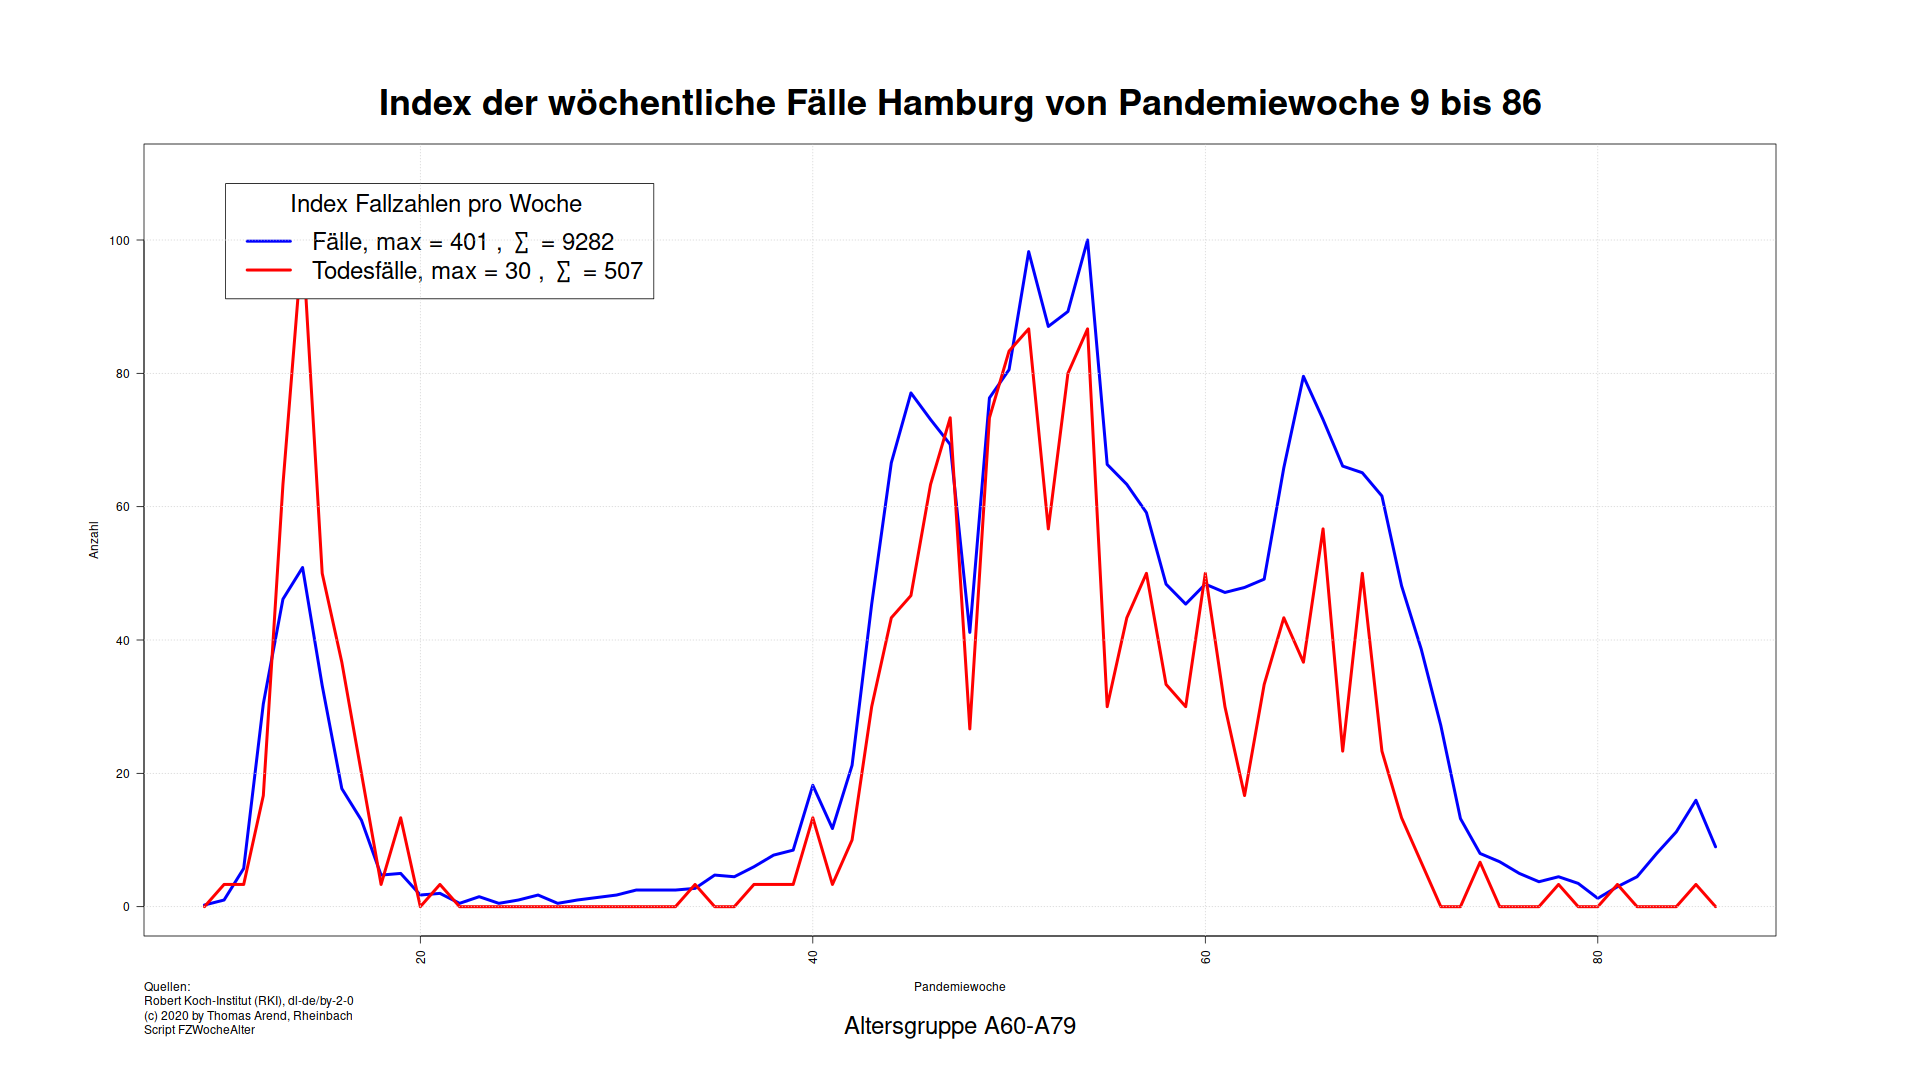 Index der wöchentliche Fälle Hamburg von Pandemiewoche 9 bis 86
Index Fallzahlen pro Woche
Fälle, max = 401 , ∑ = 9282
Todesfälle, max = 30 , ∑ = 507
100
80
60
40
20
0
Anzahl
20
40
60
80
Pandemiewoche
Quellen:
Robert Koch-Institut (RKI), dl-de/by-2-0
(c) 2020 by Thomas Arend, Rheinbach
Script FZWocheAlter
Altersgruppe A60-A79